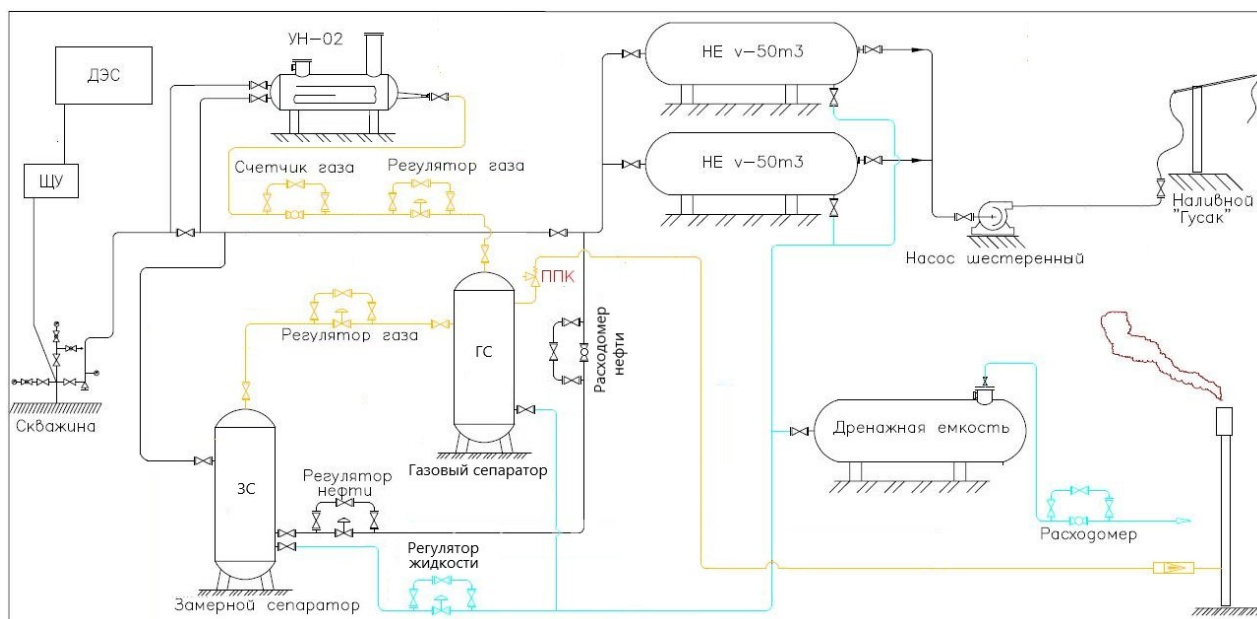 УН-02
ДЭС
НЕ v-50m3
ЩУ
Счетчик газа
Регулятор газа
НЕ v-50m3
Наливной
"Гусак"
Насос шестеренный
ППК
Регулятор газа
ГС
Расходомер
нефти
Скважина
Дренажная емкость
Газовый сепаратор
Регулятор
нефти
ЗС
Расходомер
Регулятор
жидкости
Замерной сепаратор